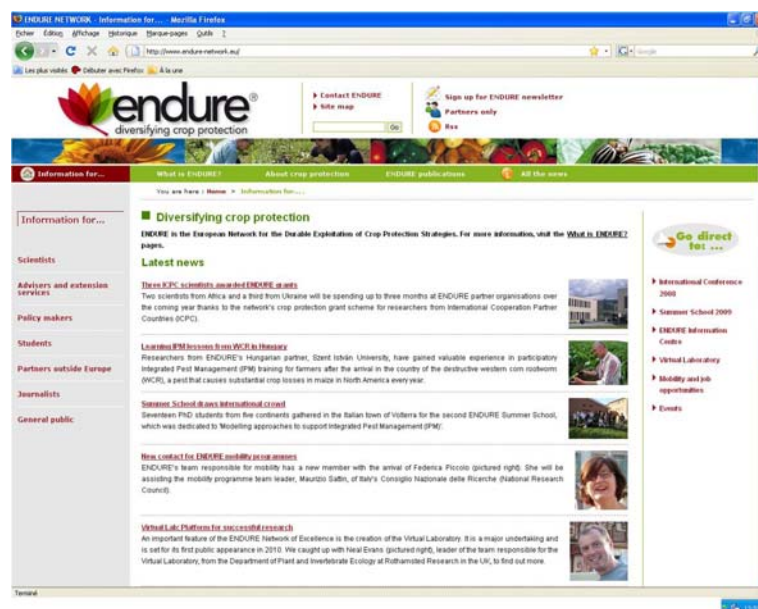 ENDURE NETWORK - Information for... - Mozilla Firefox
Fichier Édition Affichage Historique Marque-pages Outils ?
http://www.endure-network.eu/
Google
Les plus visités Débuter avec Firefox À la une
endure®
diversifying crop protection
Contact ENDURE
Site map
Go
Sign up for ENDURE newsletter
Partners only
Rss
Information for... What is ENDURE? About crop protection ENDURE publications All the news
You are here : Home > Information for...
Information for...
Scientists
Advisers and extension
services
Policy makers
Students
Partners outside Europe
Journalists
General public
Diversifying crop protection
ENDURE is the European Network for the Durable Exploitation of Crop Protection Strategies. For more information, visit the What is ENDURE?
pages.
Latest news
Three ICPC scientists awarded ENDURE grants
Two scientists from Africa and a third from Ukraine will be spending up to three months at ENDURE partner organisations over
the coming year thanks to the network's crop protection grant scheme for researchers from International Cooperation Partner
Countries (ICPC).
Learning IPM lessons from WCR in Hungary
Researchers from ENDURE's Hungarian partner, Szent István University, have gained valuable experience in participatory
Integrated Pest Management (IPM) training for farmers after the arrival in the country of the destructive western corn rootworm
(WCR), a pest that causes substantial crop losses in maize in North America every year.
Summer School draws international crowd
Seventeen PhD students from five continents gathered in the Italian town of Volterra for the second ENDURE Summer School,
which was dedicated to 'Modelling approaches to support Integrated Pest Management (IPM)'.
New contact for ENDURE mobility programmes
ENDURE's team responsible for mobility has a new member with the arrival of Federica Piccolo (pictured right). She will be
assisting the mobility programme team leader, Maurizio Sattin, of Italy's Consiglio Nazionale delle Ricerche (National Research
Council).
Virtual Lab: Platform for successful research
An important feature of the ENDURE Network of Excellence is the creation of the Virtual Laboratory. It is a major undertaking and
is set for its first public appearance in 2010. We caught up with Neal Evans (pictured right), leader of the team responsible for the
Virtual Laboratory, from the Department of Plant and Invertebrate Ecology at Rothamsted Research in the UK, to find out more.
Go direct
to: ...
International Conference
2008
Summer School 2009
ENDURE Information
Centre
Virtual Laboratory
Mobility and job
opportunities
Events
Terminé